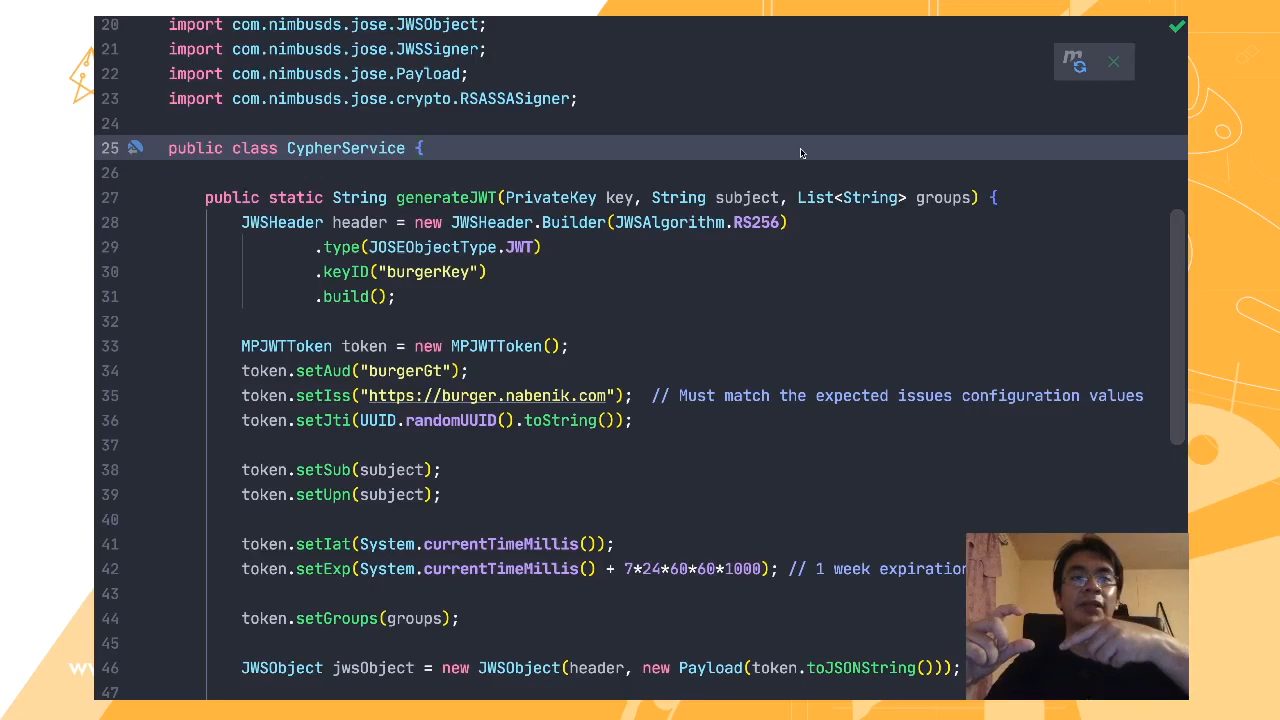 20 import com.nimbusds.jose.JWSObject;
21 import com.nimbusds.jose.JWSSigner;
22 import com.nimbusds.jose.Payload;
23 import com.nimbusds.jose.crypto.RSASSASigner;
24
25 public class CypherService {
26
27 public static String generateJWT(PrivateKey key, String subject, List<String> groups) {
28 JWSHeader header = new JWSHeader.Builder(JWSAlgorithm.RS256)
29 .type(JOSEObjectType.JWT)
30 .keyID("burgerKey")
31 .build();
32
33 MPJWTToken token = new MPJWTToken();
34 token.setAud("burgerGt");
35 token.setIss("https://burger.nabenik.com"); // Must match the expected issues configuration values
36 token.setJti(UUID.randomUUID().toString());
37
38 token.setSub(subject);
39 token.setUpn(subject);
40
41 token.setIat(System.currentTimeMillis());
42 token.setExp(System.currentTimeMillis() + 7*24*60*60*1000); // 1 week expiration
43
44 token.setGroups(groups);
45
46 JWSObject jwsObject = new JWSObject(header, new Payload(token.toJSONString()));
47